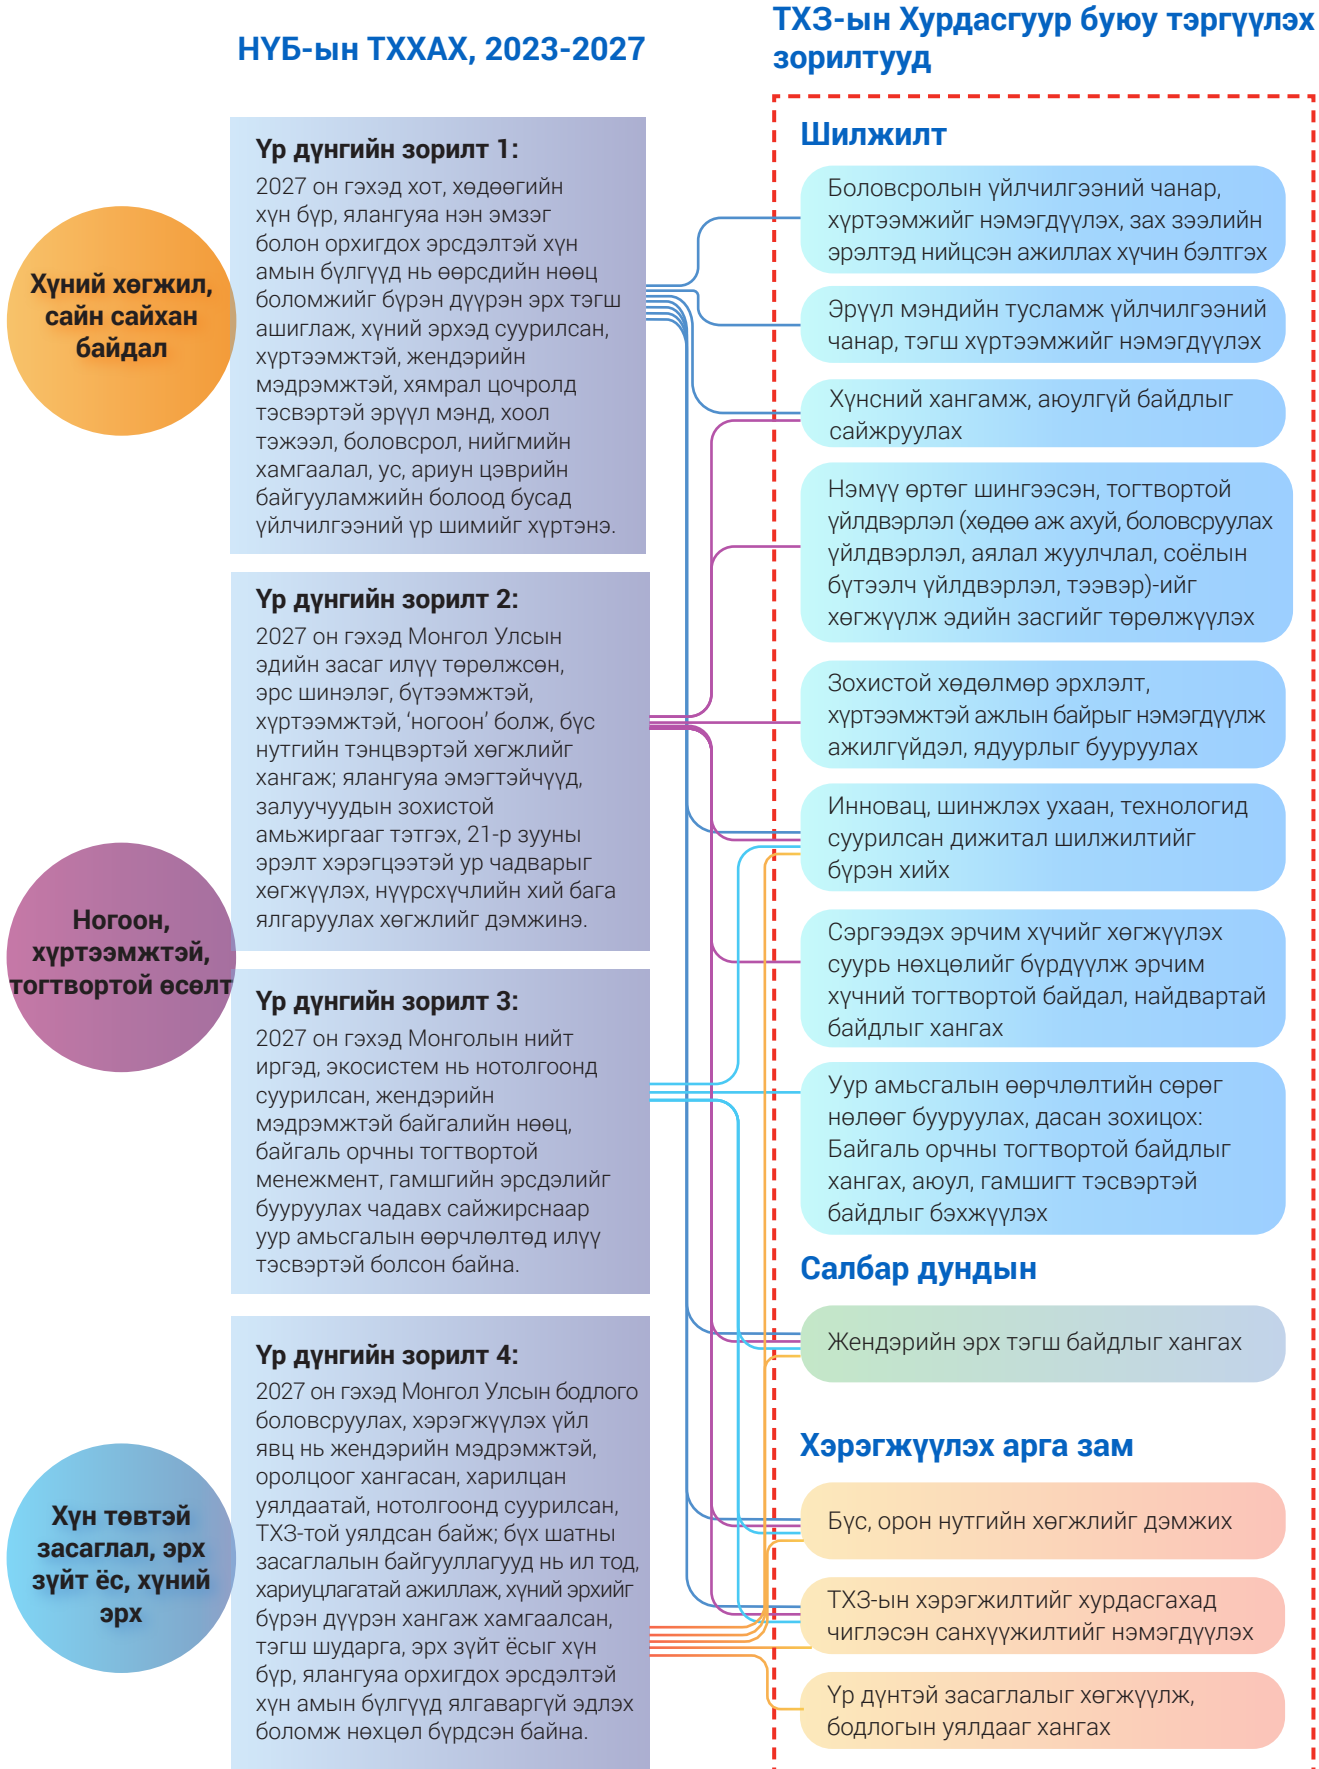 НҮБ-ын ТХХАХ, 2023-2027
ТХЗ-ын Хурдасгуур буюу тэргүүлэх
зорилтууд
Хүний хөгжил,
сайн сайхан
байдал
Ногоон,
хүртээмжтэй,
тогтвортой өсөлт
Хүн төвтэй
засаглал, эрх
зүйт ёс, хүний
эрх
Үр дүнгийн зорилт 1:
2027 он гэхэд хот, хөдөөгийн
хүн бүр, ялангуяа нэн эмзэг
болон орхигдох эрсдэлтэй хүн
амын бүлгүүд нь өөрсдийн нөөц
боломжийг бүрэн дүүрэн эрх тэгш
ашиглаж, хүний эрхэд суурилсан,
хүртээмжтэй, жендэрийн
мэдрэмжтэй, хямрал цочролд
тэсвэртэй эрүүл мэнд, хоол
тэжээл, боловсрол, нийгмийн
хамгаалал, ус, ариун цэврийн
байгууламжийн болоод бусад
үйлчилгээний үр шимийг хүртэнэ.
Үр дүнгийн зорилт 2:
2027 он гэхэд Монгол Улсын
эдийн засаг илүү төрөлжсөн,
эрс шинэлэг, бүтээмжтэй,
хүртээмжтэй, ‘ногоон’ болж, бүс
нутгийн тэнцвэртэй хөгжлийг
хангаж; ялангуяа эмэгтэйчүүд,
залуучуудын зохистой
амьжиргааг тэтгэх, 21-р зууны
эрэлт хэрэгцээтэй ур чадварыг
хөгжүүлэх, нүүрсхүчлийн хий бага
ялгаруулах хөгжлийг дэмжинэ.
Үр дүнгийн зорилт 3:
2027 он гэхэд Монголын нийт
иргэд, экосистем нь нотолгоонд
суурилсан, жендэрийн
мэдрэмжтэй байгалийн нөөц,
байгаль орчны тогтвортой
менежмент, гамшгийн эрсдэлийг
бууруулах чадавх сайжирснаар
уур амьсгалын өөрчлөлтөд илүү
тэсвэртэй болсон байна.
Үр дүнгийн зорилт 4:
2027 он гэхэд Монгол Улсын бодлого
боловсруулах, хэрэгжүүлэх үйл
явц нь жендэрийн мэдрэмжтэй,
оролцоог хангасан, харилцан
уялдаатай, нотолгоонд суурилсан,
ТХЗ-той уялдсан байж; бүх шатны
засаглалын байгууллагууд нь ил тод,
хариуцлагатай ажиллаж, хүний эрхийг
бүрэн дүүрэн хангаж хамгаалсан,
тэгш шударга, эрх зүйт ёсыг хүн
бүр, ялангуяа орхигдох эрсдэлтэй
хүн амын бүлгүүд ялгаваргүй эдлэх
боломж нөхцөл бүрдсэн байна.
Шилжилт
Боловсролын үйлчилгээний чанар,
хүртээмжийг нэмэгдүүлэх, зах зээлийн
эрэлтэд нийцсэн ажиллах хүчин бэлтгэх
Эрүүл мэндийн тусламж үйлчилгээний
чанар, тэгш хүртээмжийг нэмэгдүүлэх
Хүнсний хангамж, аюулгүй байдлыг
сайжруулах
Нэмүү өртөг шингээсэн, тогтвортой
үйлдвэрлэл (хөдөө аж ахуй, боловсруулах
үйлдвэрлэл, аялал жуулчлал, соёлын
бүтээлч үйлдвэрлэл, тээвэр)-ийг
хөгжүүлж эдийн засгийг төрөлжүүлэх
Зохистой хөдөлмөр эрхлэлт,
хүртээмжтэй ажлын байрыг нэмэгдүүлж
ажилгүйдэл, ядуурлыг бууруулах
Инновац, шинжлэх ухаан, технологид
суурилсан дижитал шилжилтийг
бүрэн хийх
Сэргээдэх эрчим хүчийг хөгжүүлэх
суурь нөхцөлийг бүрдүүлж эрчим
хүчний тогтвортой байдал, найдвартай
байдлыг хангах
Уур амьсгалын өөрчлөлтийн сөрөг
нөлөөг бууруулах, дасан зохицох:
Байгаль орчны тогтвортой байдлыг
хангах, аюул, гамшигт тэсвэртэй
байдлыг бэхжүүлэх
Салбар дундын
Жендэрийн эрх тэгш байдлыг хангах
Хэрэгжүүлэх арга зам
Бүс, орон нутгийн хөгжлийг дэмжих
ТХЗ-ын хэрэгжилтийг хурдасгахад
чиглэсэн санхүүжилтийг нэмэгдүүлэх
Үр дүнтэй засаглалыг хөгжүүлж,
бодлогын уялдааг хангах